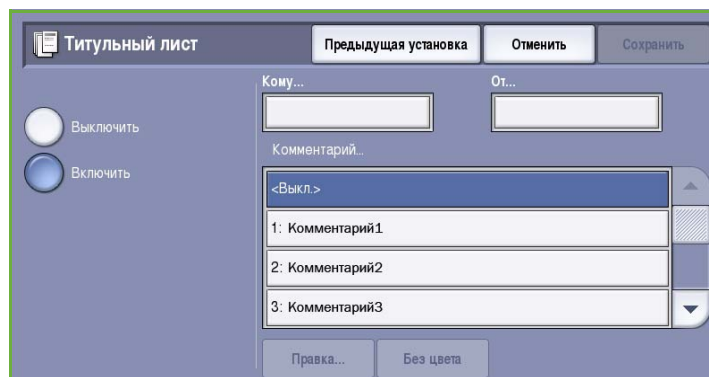 Титульный лист
Предыдущая установка
Отменить
Сохранить
Кому...
От...
Выключить
Включить
Комментарий...
<Выкл.>
1: Комментарий1
2: Комментарий2
3: Комментарий3
Правка...
Без цвета